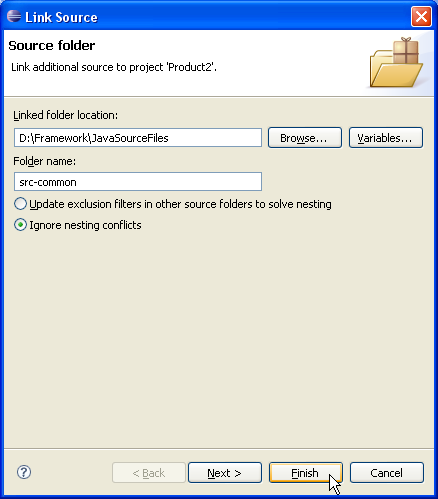 Link Source
Source folder
Link additional source to project 'Product2'.
Linked folder location:
D:\Framework\JavaSourceFiles
Browse...
Variables...
Folder name:
src-common
Update exclusion filters in other source folders to solve nesting
Ignore nesting conflicts
?
< Back
Next >
Finish
Cancel